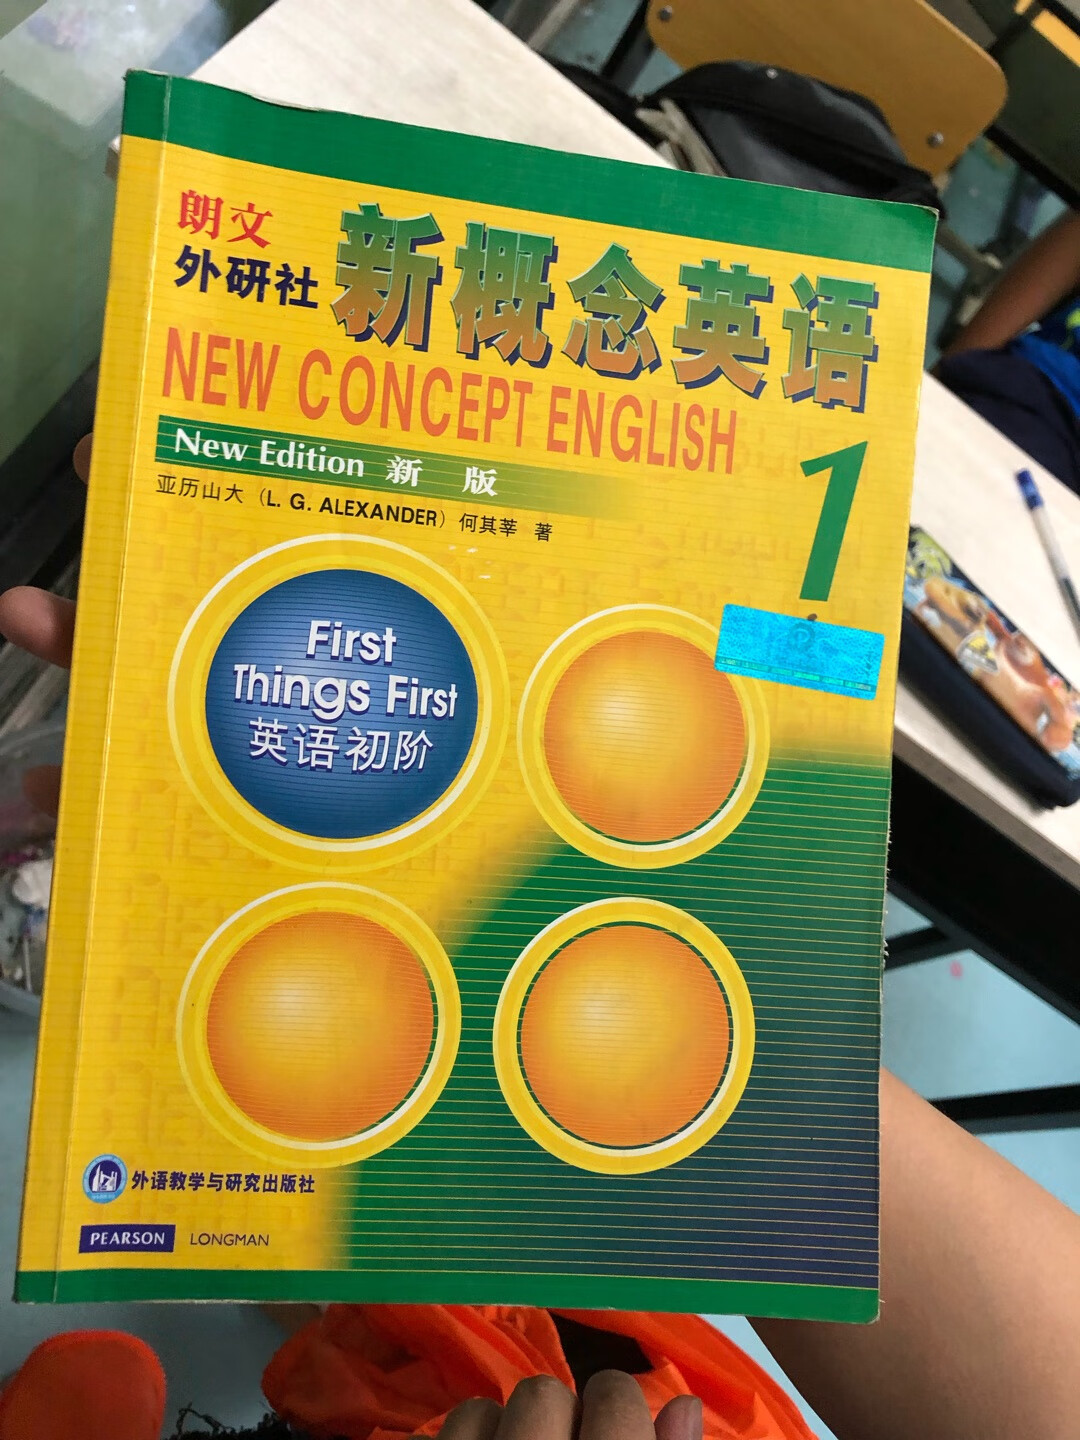 朗文
外研社
新概念英语
NEW CONCEPT ENGLISH
1
New Edition 新 版
亚历山大（L. G. ALEXANDER）何其莘 著
First
Things First
英语初阶
外语教学与研究出版社
PEARSON LONGMAN